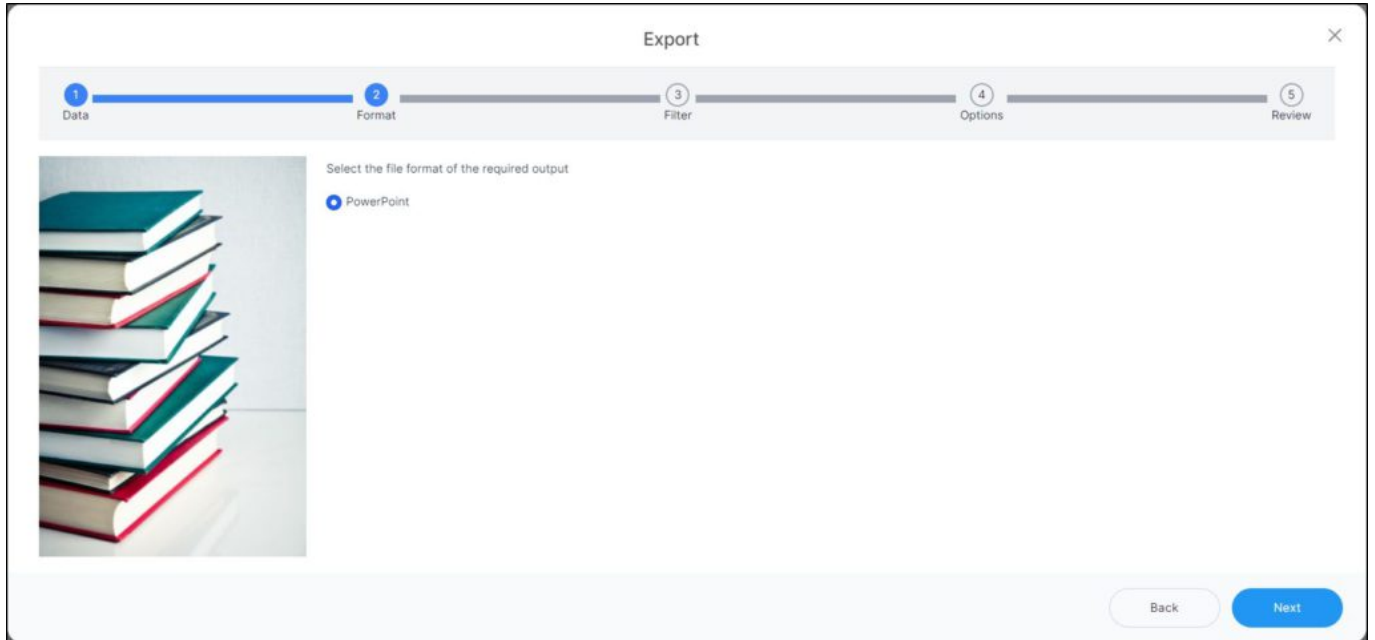 Export
1
2
3
4
5
Data
Format
Filter
Options
Review
Select the file format of the required output
PowerPoint
Back
Next